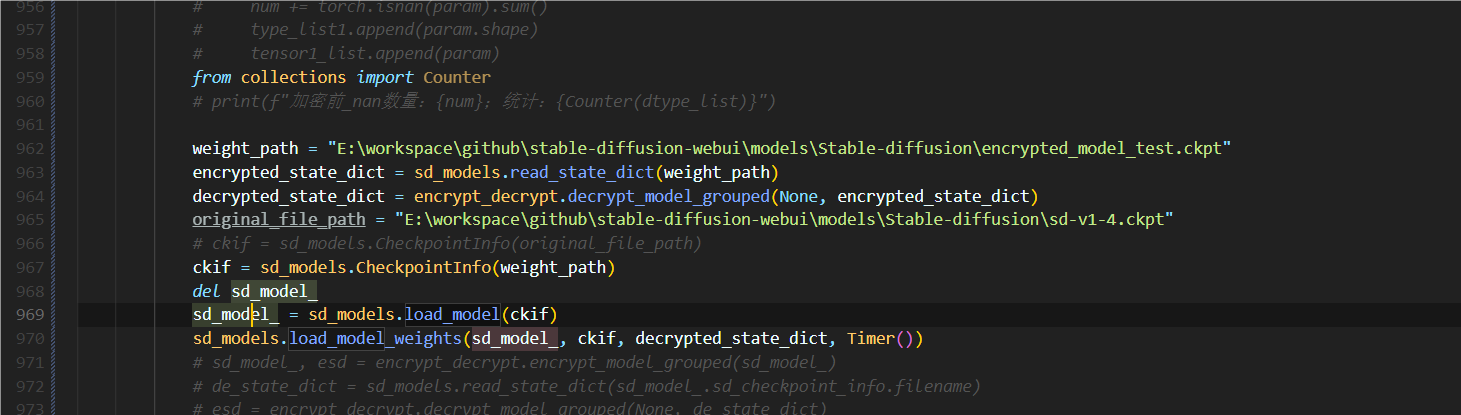 956 # num += torch.isnan(param).sum()
957 # type_list1.append(param.shape)
958 # tensor1_list.append(param)
959 from collections import Counter
960 # print(f"加密前_nan数量: {num}; 统计: {Counter(dtype_list)}")
961
962 weight_path = "E:\workspace\github\stable-diffusion-webui\models\Stable-diffusion\encrypted_model_test.ckpt"
963 encrypted_state_dict = sd_models.read_state_dict(weight_path)
964 decrypted_state_dict = encrypt_decrypt.decrypt_model_grouped(None, encrypted_state_dict)
965 original_file_path = "E:\workspace\github\stable-diffusion-webui\models\Stable-diffusion\sd-v1-4.ckpt"
966 # ckif = sd_models.CheckpointInfo(original_file_path)
967 ckif = sd_models.CheckpointInfo(weight_path)
968 del sd_model_
969 sd_model_ = sd_models.load_model(ckif)
970 sd_models.load_model_weights(sd_model_, ckif, decrypted_state_dict, Timer())
971 # sd_model_, esd = encrypt_decrypt.encrypt_model_grouped(sd_model_)
972 # de_state_dict = sd_models.read_state_dict(sd_model_.sd_checkpoint_info.filename)
973 # esd = encrypt_decrypt.decrypt_model_grouped(None, de_state_dict)